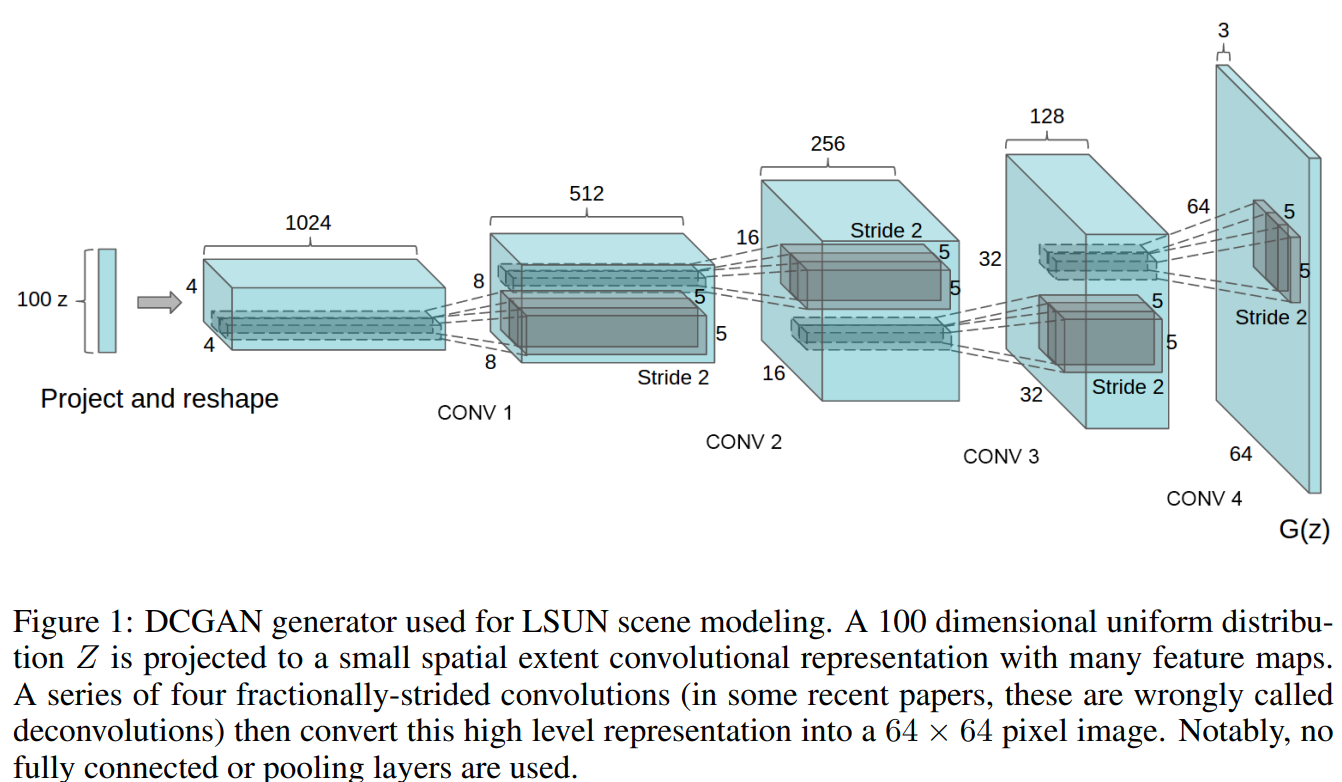 3
128
256
64
5
512
Stride 2
1024
16
5
32
5
8
5
4
5
5
100 z
5
5
Stride 2
4
8
Stride 2
16
Stride 2
32
Project and reshape
CONV 1
CONV 2
CONV 3
64
CONV 4
G(z)
Figure 1: DCGAN generator used for LSUN scene modeling. A 100 dimensional uniform distribu-
tion Z is projected to a small spatial extent convolutional representation with many feature maps.
A series of four fractionally-strided convolutions (in some recent papers, these are wrongly called
deconvolutions) then convert this high level representation into a 64 × 64 pixel image. Notably, no
fully connected or pooling layers are used.